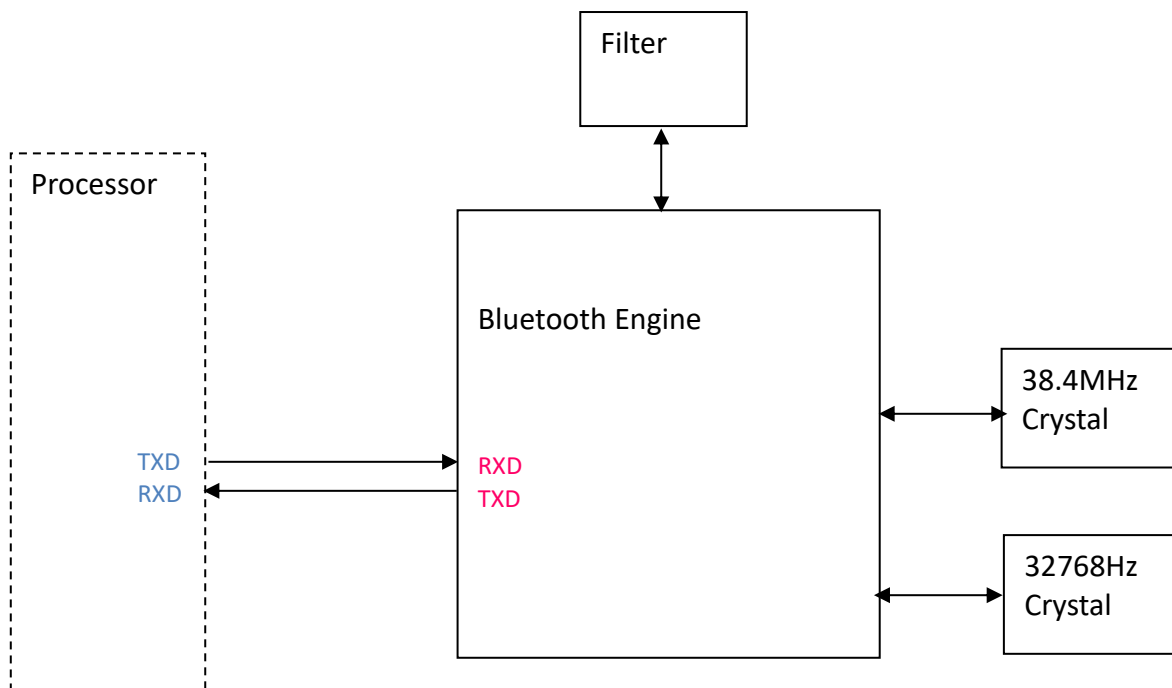 Filter
Processor
Bluetooth Engine
38.4MHz
Crystal
TXD
RXD
RXD
TXD
32768Hz
Crystal